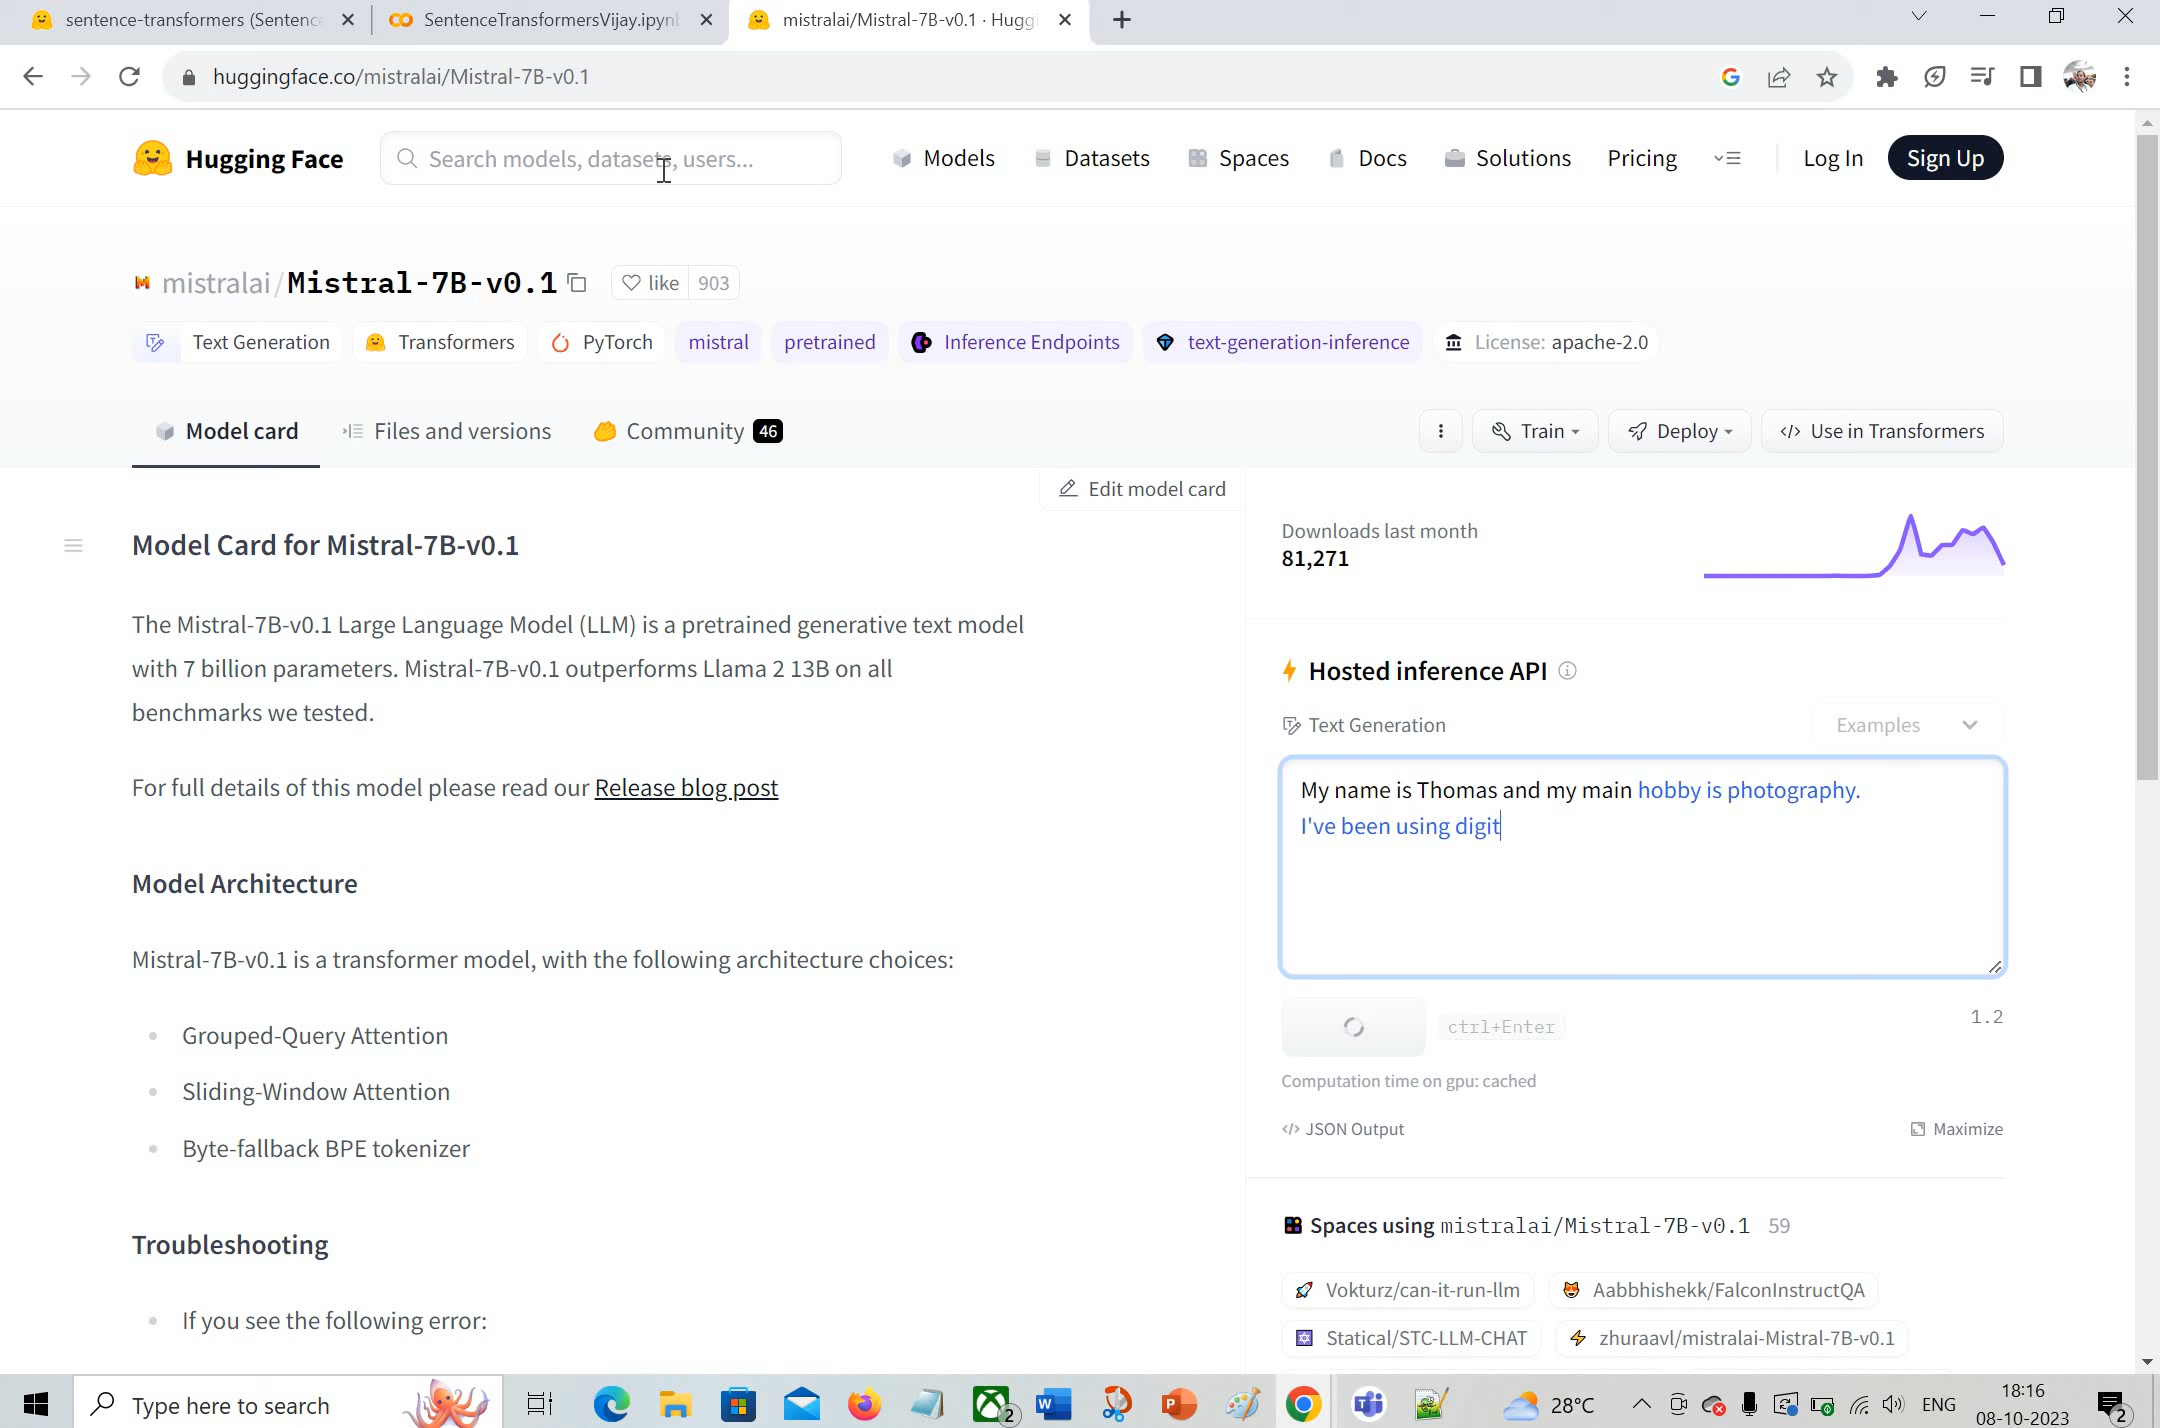 sentence-transformers (Sentenc
SentenceTransformersVijay.ipynb
mistralai/Mistral-7B-v0.1 · Huggi
huggingface.co/mistralai/Mistral-7B-v0.1
Hugging Face
Search models, datasets, users...
Models
Datasets
Spaces
Docs
Solutions
Pricing
Log In
Sign Up
mistralai/Mistral-7B-v0.1
like 903
Text Generation
Transformers
PyTorch
mistral
pretrained
Inference Endpoints
text-generation-inference
License: apache-2.0
Model card
Files and versions
Community 46
Train
Deploy
</> Use in Transformers
Edit model card
Model Card for Mistral-7B-v0.1
The Mistral-7B-v0.1 Large Language Model (LLM) is a pretrained generative text model
with 7 billion parameters. Mistral-7B-v0.1 outperforms Llama 2 13B on all
benchmarks we tested.
For full details of this model please read our Release blog post
Model Architecture
Mistral-7B-v0.1 is a transformer model, with the following architecture choices:
Grouped-Query Attention
Sliding-Window Attention
Byte-fallback BPE tokenizer
Troubleshooting
If you see the following error:
Downloads last month
81,271
Hosted inference API
Text Generation
Examples
My name is Thomas and my main hobby is photography.
I've been using digit
ctrl+Enter
1.2
Computation time on gpu: cached
</> JSON Output
Maximize
Spaces using mistralai/Mistral-7B-v0.1 59
Vokturz/can-it-run-llm
Aabbhishekk/FalconInstructQA
Statical/STC-LLM-CHAT
zhuraavl/mistralai-Mistral-7B-v0.1
Type here to search
2
28°C
ENG
18:16
08-10-2023
2